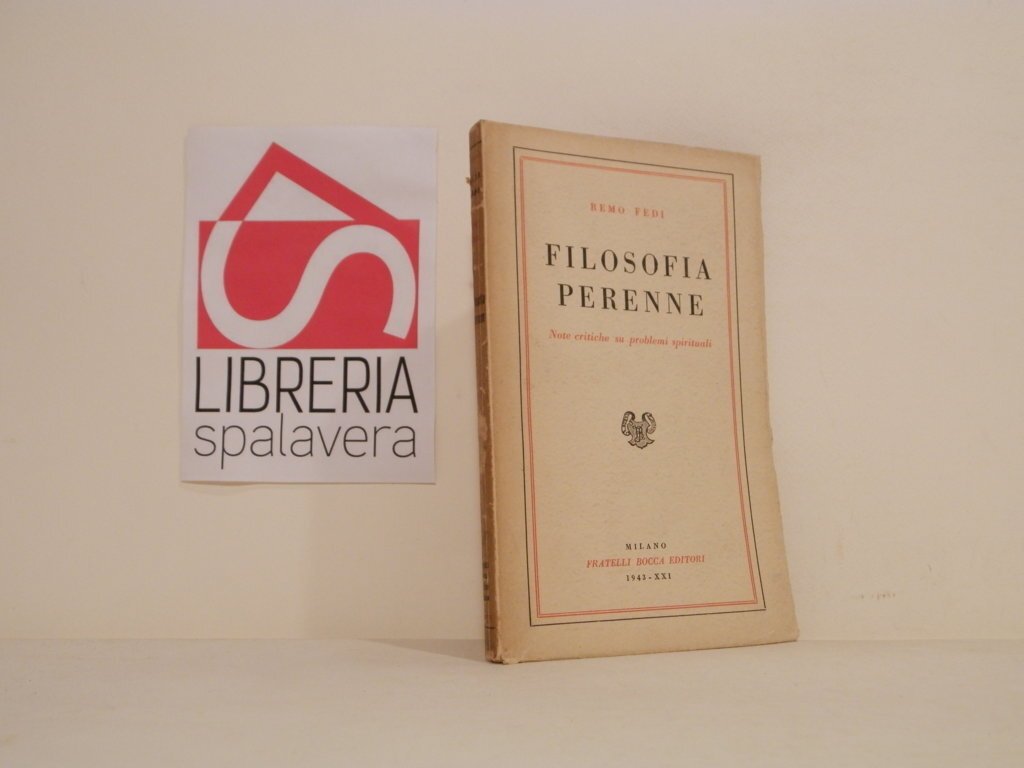 LIBRERIA
spalavera
REMO FEDI
FILOSOFIA
PERENNE
Note critiche su problemi spirituali
MILANO
FRATELLI BOCCA EDITORI
1943-XXI